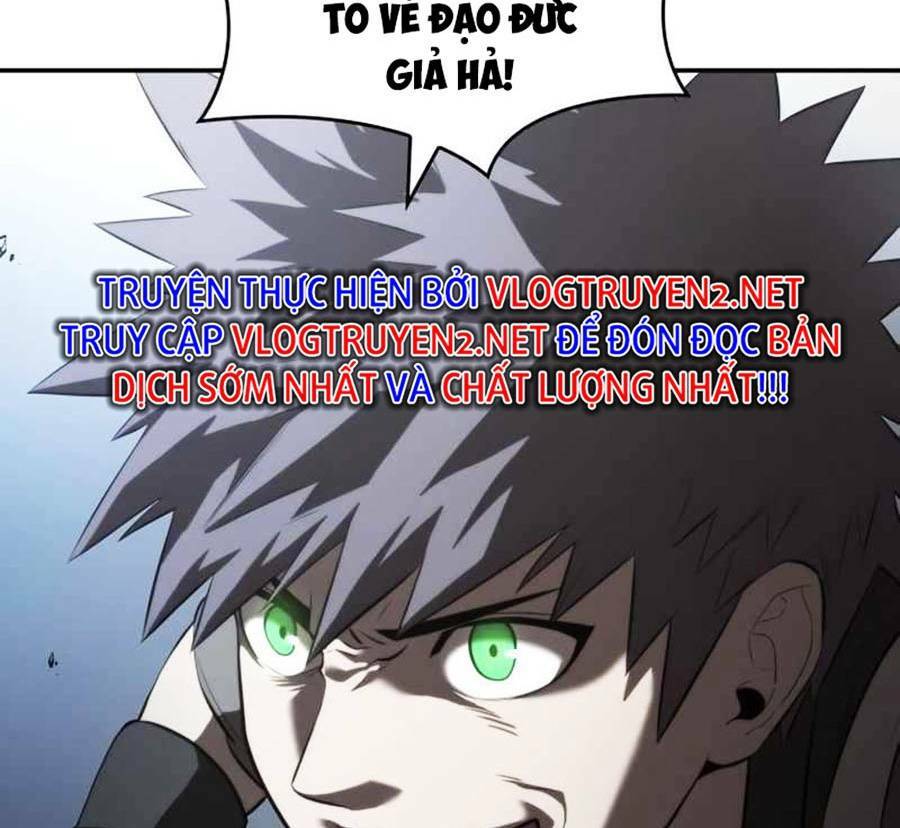 TO VẺ ĐẠO ĐỨC
GIẢ HẢ!
TRUYỆN THỰC HIỆN BỞI VLOGTRUYEN2.NET
TRUY CẬP VLOGTRUYEN2.NET ĐỂ ĐÓN ĐỌC BẢN
DỊCH SỚM NHẤT VÀ CHẤT LƯỢNG NHẤT!!!